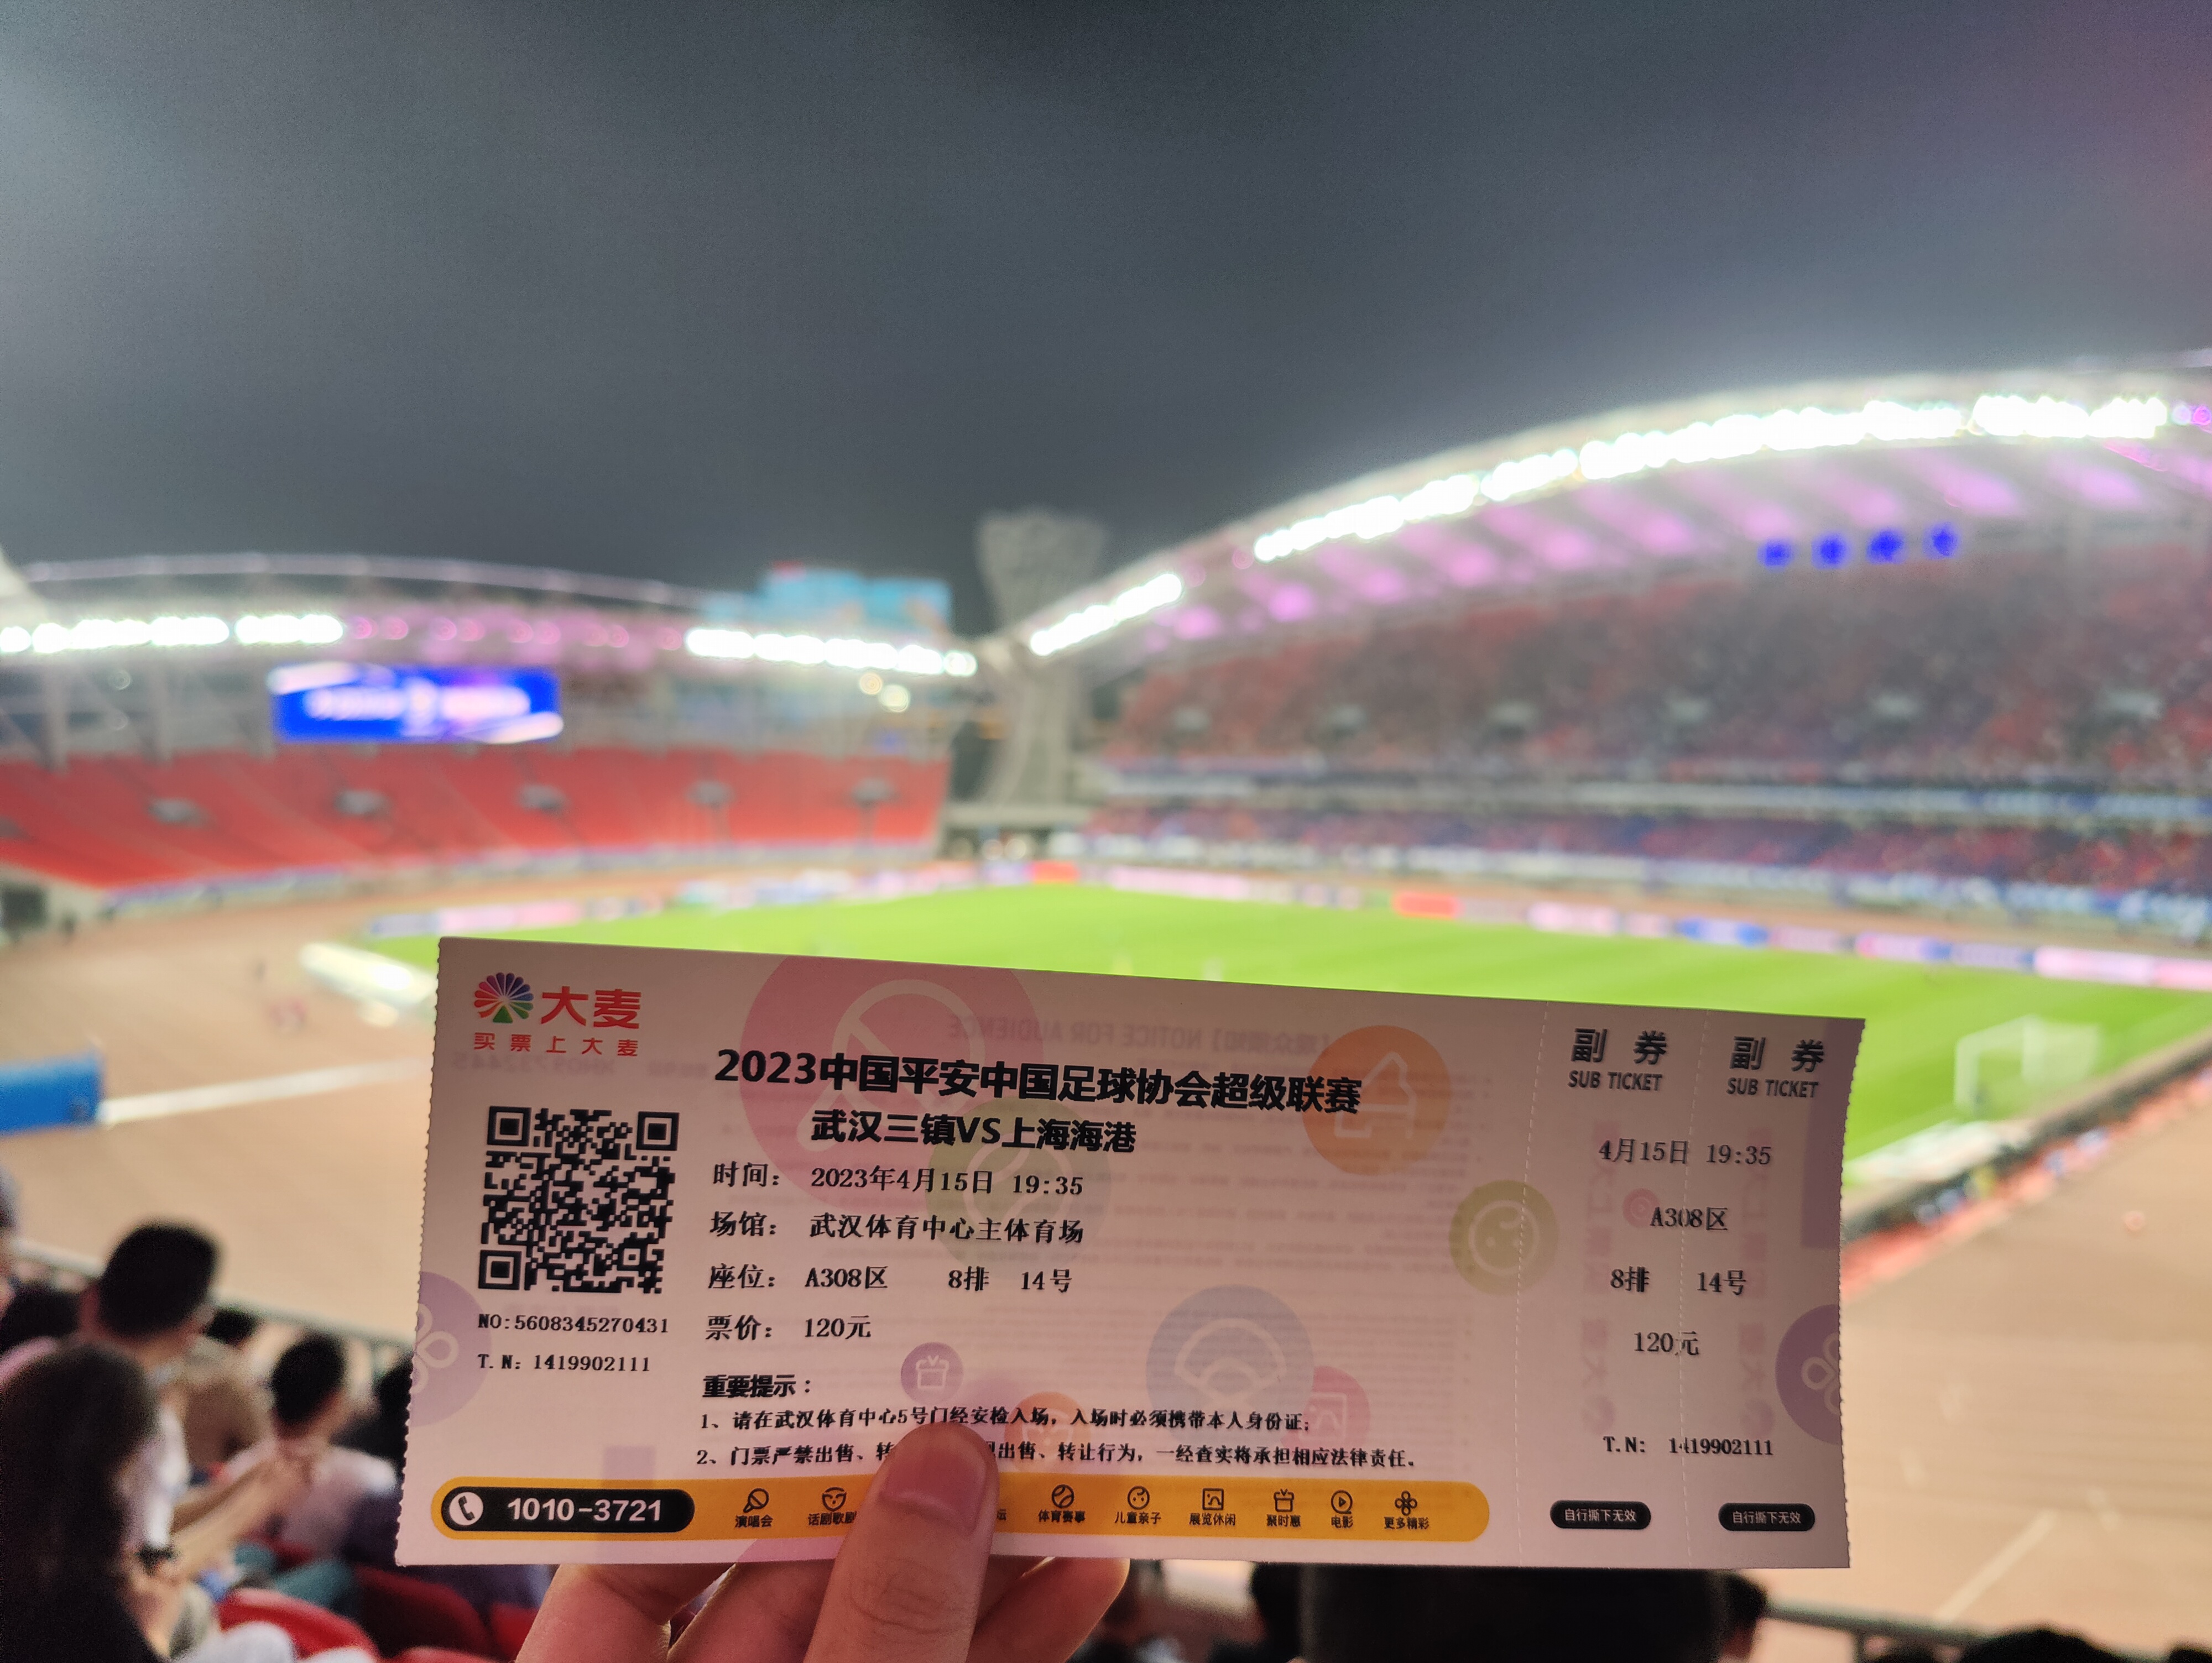 大麦
买票上大麦
2023中国平安中国足球协会超级联赛
武汉三镇VS上海海港
时间： 2023年4月15日 19:35
场馆： 武汉体育中心主体育场
座位： A308区 8排 14号
票价： 120元
NO:5608345270431
T.N: 1419902111
重要提示：
1、请在武汉体育中心5号门经安检入场，入场时必须携带本人身份证；
2、门票严禁出售、转 出售、转让行为，一经查实将承担相应法律责任。
1010-3721
演唱会 话剧歌剧 体育赛事 儿童亲子 展览休闲 聚时惠 电影 更多精彩
副 券
SUB TICKET
副 券
SUB TICKET
4月15日 19:35
A308区
8排 14号
120元
T.N: 1419902111
自行撕下无效
自行撕下无效